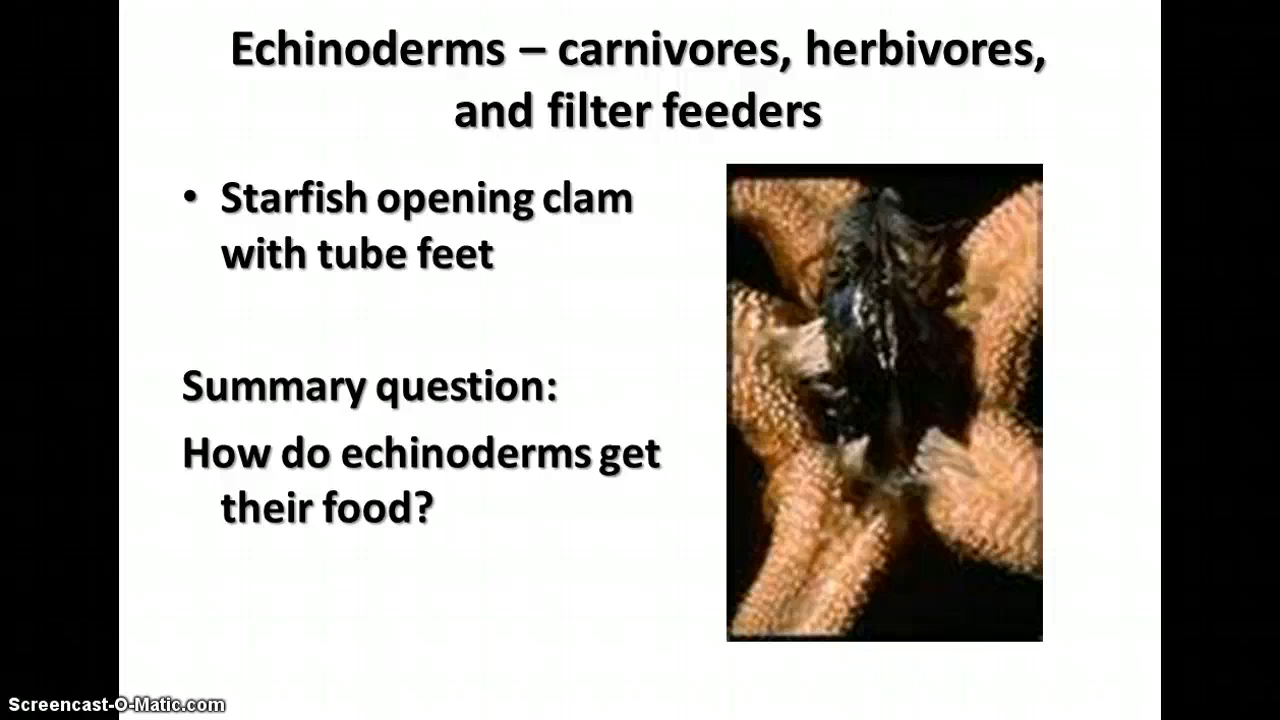 Echinoderms – carnivores, herbivores,
and filter feeders
• Starfish opening clam
with tube feet
Summary question:
How do echinoderms get
their food?
Screencast-O-Matic.com